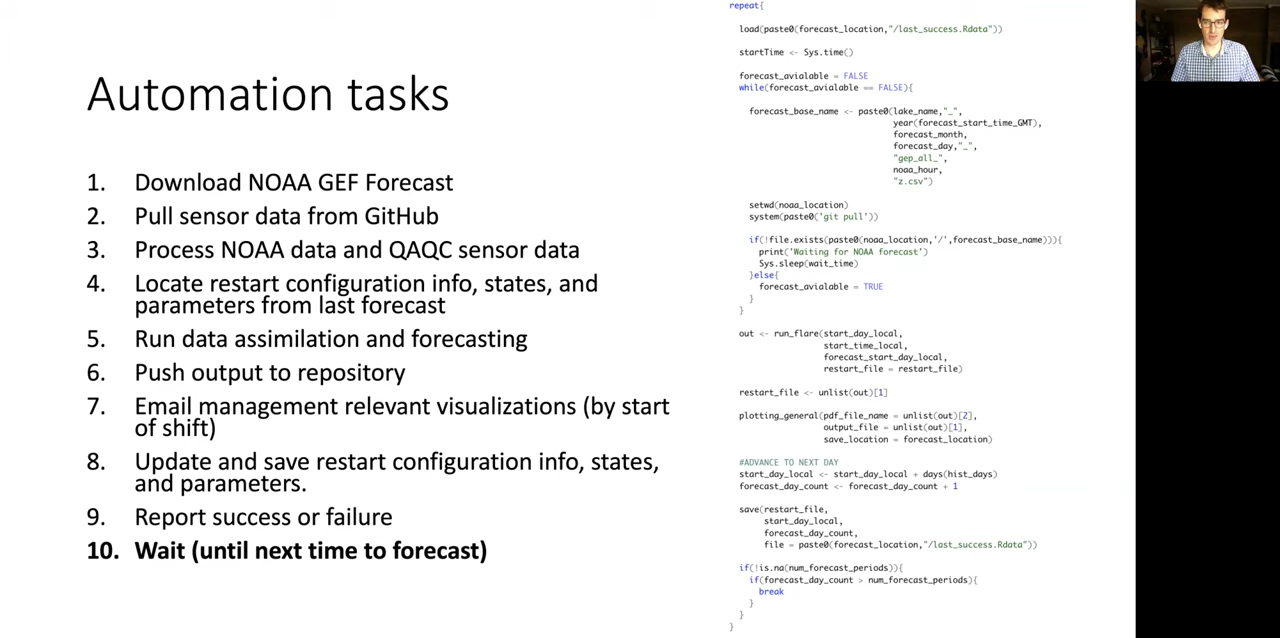 Automation tasks
1. Download NOAA GEF Forecast
2. Pull sensor data from GitHub
3. Process NOAA data and QAQC sensor data
4. Locate restart configuration info, states, and
parameters from last forecast
5. Run data assimilation and forecasting
6. Push output to repository
7. Email management relevant visualizations (by start
of shift)
8. Update and save restart configuration info, states,
and parameters.
9. Report success or failure
10. Wait (until next time to forecast)
repeat{
load(paste0(forecast_location,"/last_success.Rdata"))
startTime <- Sys.time()
forecast_avialable = FALSE
while(forecast_avialable == FALSE){
forecast_base_name <- paste0(lake_name,"_",
year(forecast_start_time_GMT),
forecast_month,
forecast_day,"_",
"gep_all_",
noaa_hour,
"z.csv")
setwd(noaa_location)
system(paste0('git pull'))
if(!file.exists(paste0(noaa_location,'/',forecast_base_name))){
print('Waiting for NOAA forecast')
Sys.sleep(wait_time)
}else{
forecast_avialable = TRUE
}
}
out <- run_flare(start_day_local,
start_time_local,
forecast_start_day_local,
restart_file = restart_file)
restart_file <- unlist(out)[1]
plotting_general(pdf_file_name = unlist(out)[2],
output_file = unlist(out)[1],
save_location = forecast_location)
#ADVANCE TO NEXT DAY
start_day_local <- start_day_local + days(hist_days)
forecast_day_count <- forecast_day_count + 1
save(restart_file,
start_day_local,
forecast_day_count,
file = paste0(forecast_location,"/last_success.Rdata"))
if(!is.na(num_forecast_periods)){
if(forecast_day_count > num_forecast_periods){
break
}
}
}